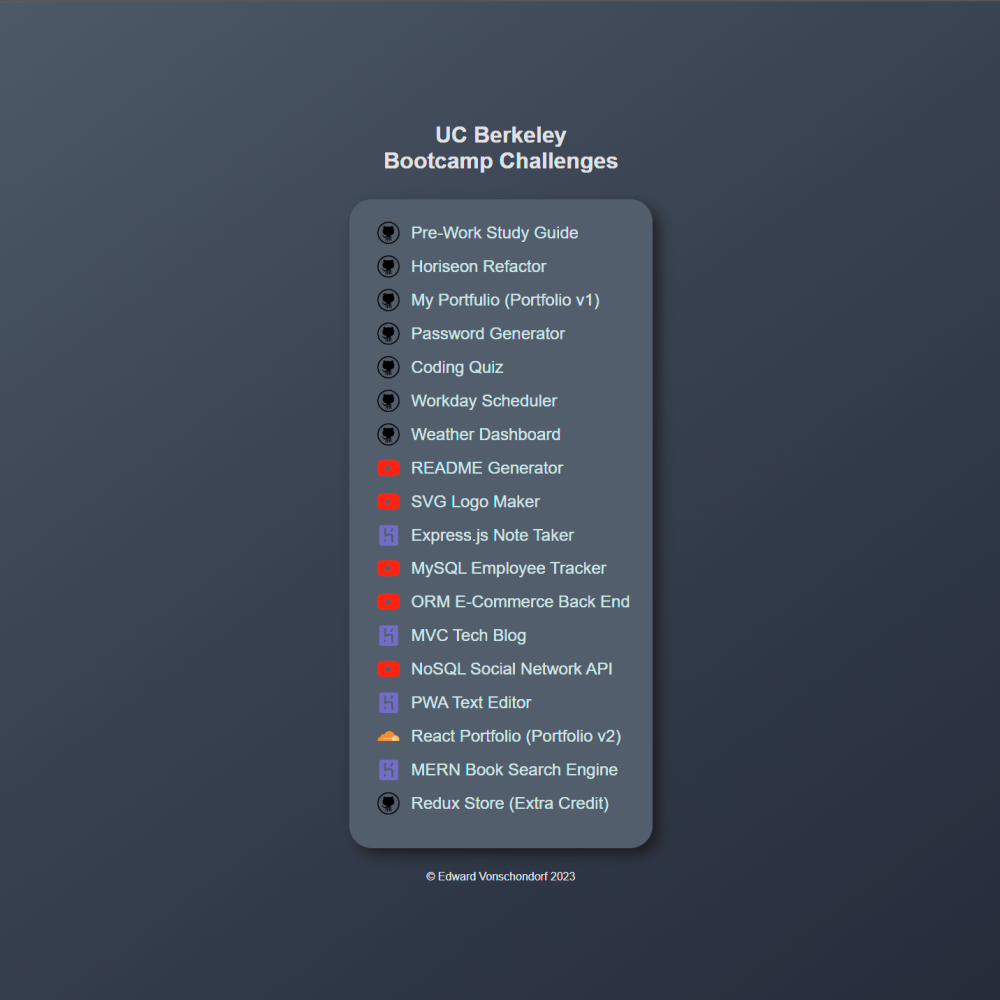 UC Berkeley
Bootcamp Challenges
Pre-Work Study Guide
Horiseon Refactor
My Portfulio (Portfolio v1)
Password Generator
Coding Quiz
Workday Scheduler
Weather Dashboard
README Generator
SVG Logo Maker
Express.js Note Taker
MySQL Employee Tracker
ORM E-Commerce Back End
MVC Tech Blog
NoSQL Social Network API
PWA Text Editor
React Portfolio (Portfolio v2)
MERN Book Search Engine
Redux Store (Extra Credit)
© Edward Vonschondorf 2023